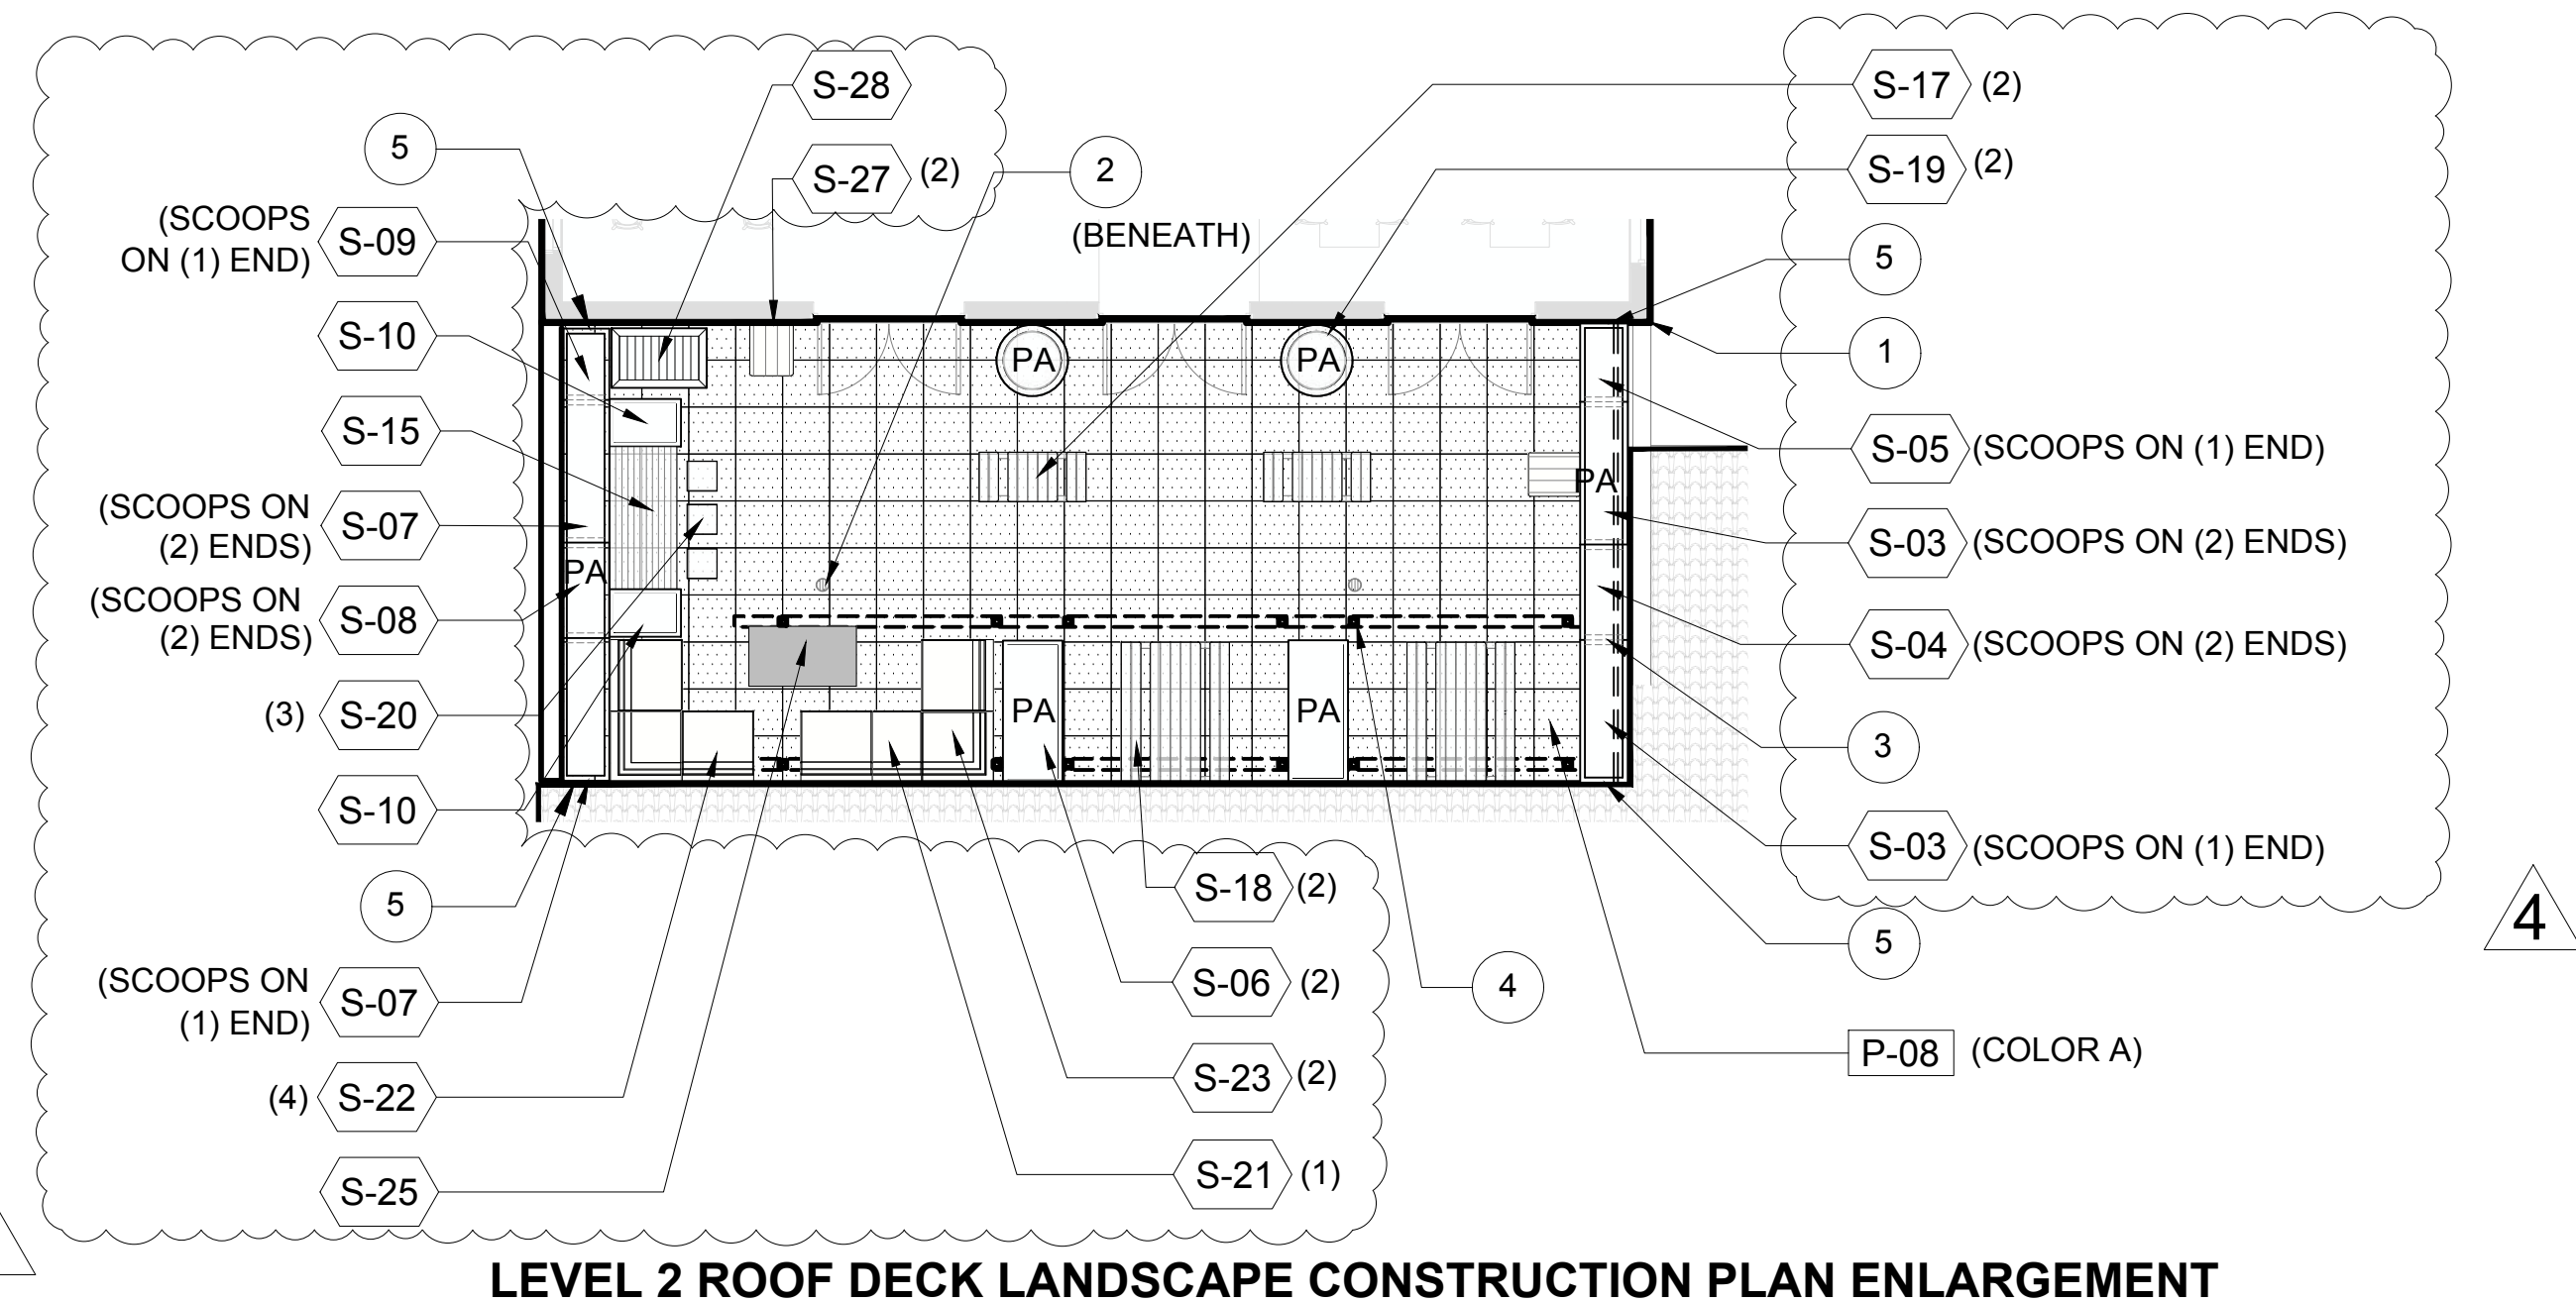 S-28
5
S-27 (2)
2
(BENEATH)
(SCOOPS
ON (1) END)
S-09
S-10
S-15
(SCOOPS ON
(2) ENDS)
S-07
(SCOOPS ON
(2) ENDS)
S-08
(3) S-20
S-10
5
(SCOOPS ON
(1) END)
S-07
(4) S-22
S-25
PA
PA
PA
PA
PA
PA
S-17 (2)
S-19 (2)
5
1
S-05 (SCOOPS ON (1) END)
S-03 (SCOOPS ON (2) ENDS)
S-04 (SCOOPS ON (2) ENDS)
3
S-03 (SCOOPS ON (1) END)
5
4
P-08 (COLOR A)
S-18 (2)
S-06 (2)
S-23 (2)
S-21 (1)
4
LEVEL 2 ROOF DECK LANDSCAPE CONSTRUCTION PLAN ENLARGEMENT